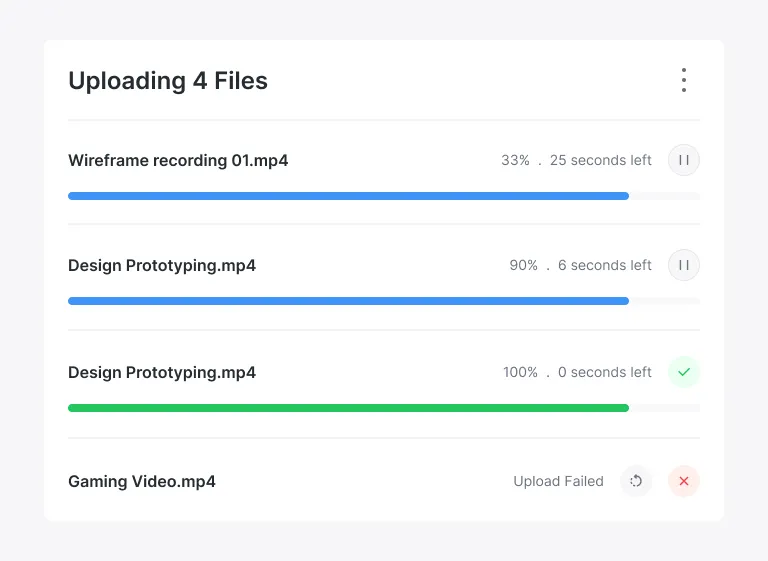 Uploading 4 Files
Wireframe recording 01.mp4 33% . 25 seconds left
Design Prototyping.mp4 90% . 6 seconds left
Design Prototyping.mp4 100% . 0 seconds left
Gaming Video.mp4 Upload Failed